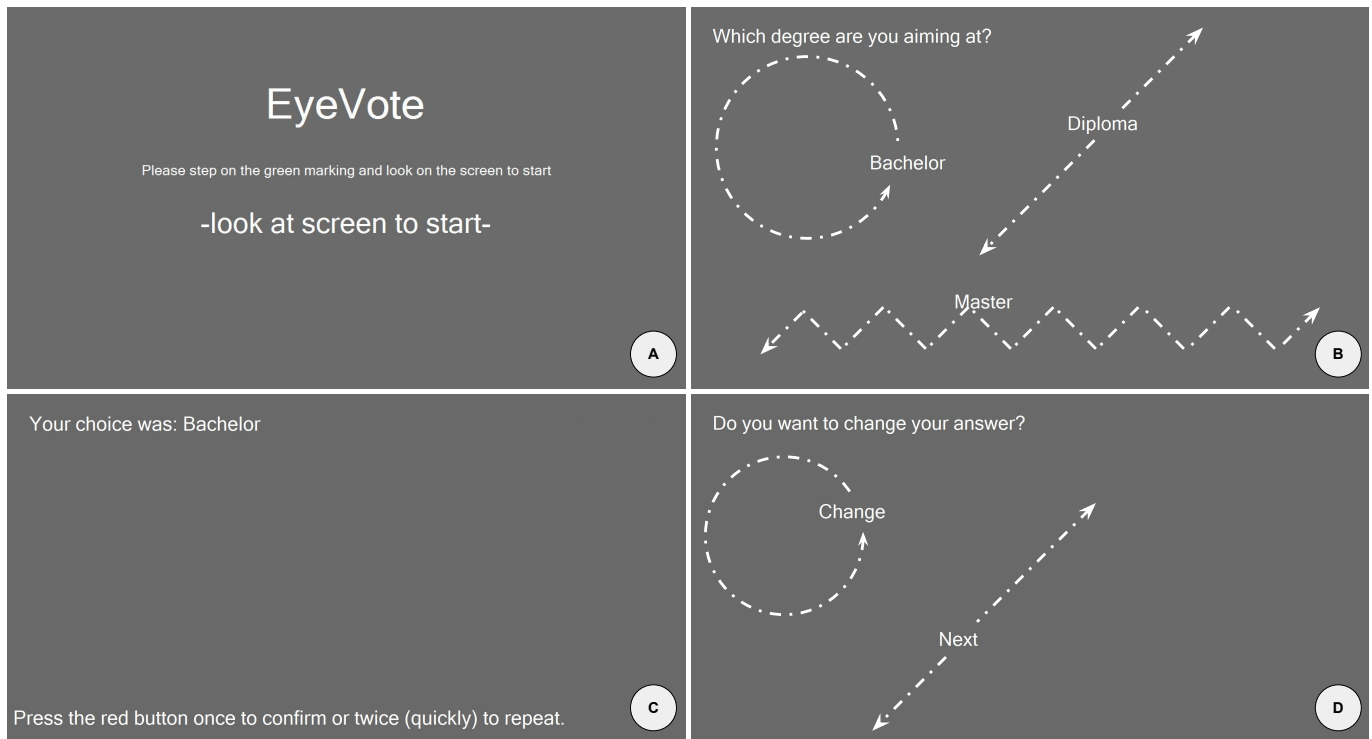 EyeVote
Please step on the green marking and look on the screen to start
-look at screen to start-
A
Which degree are you aiming at?
Diploma
Bachelor
Master
B
Your choice was: Bachelor
Press the red button once to confirm or twice (quickly) to repeat.
C
Do you want to change your answer?
Change
Next
D